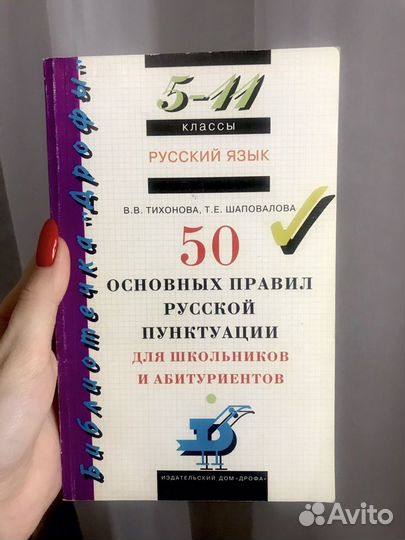 Библиотечка "Дрофы"
5-11
КЛАССЫ
РУССКИЙ ЯЗЫК
В.В. ТИХОНОВА, Т.Е. ШАПОВАЛОВА
50
ОСНОВНЫХ ПРАВИЛ
РУССКОЙ
ПУНКТУАЦИИ
ДЛЯ ШКОЛЬНИКОВ
И АБИТУРИЕНТОВ
ИЗДАТЕЛЬСКИЙ ДОМ «ДРОФА»
Avito